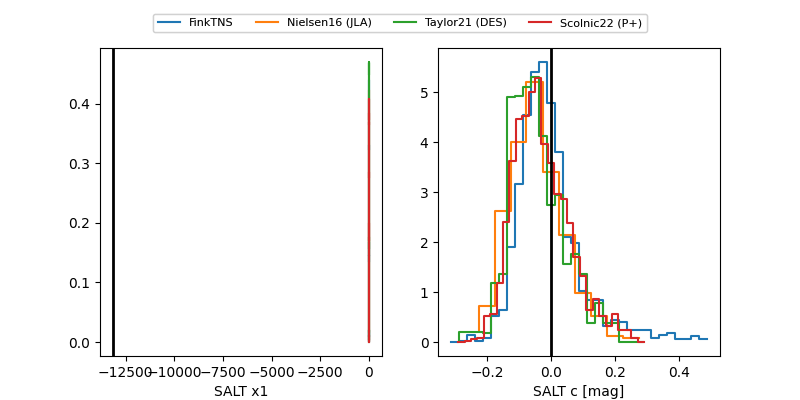 FinkTNS Nielsen16 (JLA) Taylor21 (DES) Scolnic22 (P+)
0.4
0.3
0.2
0.1
0.0
−12500 −10000 −7500 −5000 −2500 0
SALT x1
5
4
3
2
1
0
−0.2 0.0 0.2 0.4
SALT c [mag]